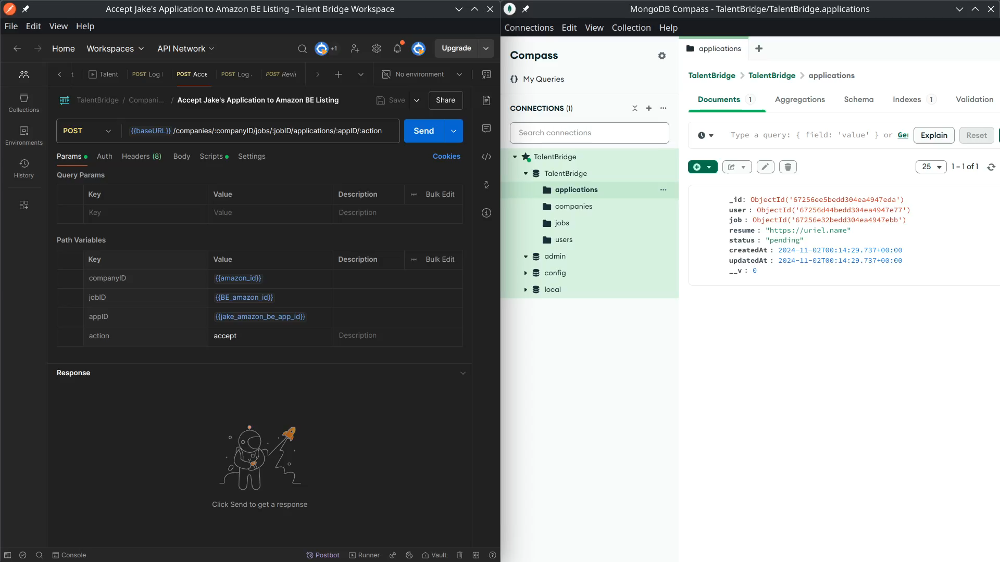 Accept Jake's Application to Amazon BE Listing - Talent Bridge Workspace
File Edit View Help
Home Workspaces API Network +1 Upgrade
t Talent POST Log POST Acce POST Log . POST Revi No environment
TalentBridge / Compani... / Accept Jake's Application to Amazon BE Listing Save Share
Collections
Environments
History
POST {{baseURL}} /companies/:companyID/jobs/:jobID/applications/:appID/:action Send
Params Auth Headers (8) Body Scripts Settings Cookies
Query Params
Key Value Description Bulk Edit
Key Value Description
Path Variables
Key Value Description Bulk Edit
companyID {{amazon_id}}
jobID {{BE_amazon_id}}
appID {{jake_amazon_be_app_id}}
action accept Description
Response
Click Send to get a response
Console Postbot Runner Vault
MongoDB Compass - TalentBridge/TalentBridge.applications
Connections Edit View Collection Help
Compass
{} My Queries
CONNECTIONS (1)
Search connections
TalentBridge
TalentBridge
applications
companies
jobs
users
admin
config
local
applications
TalentBridge > TalentBridge > applications
Documents 1 Aggregations Schema Indexes 1 Validation
Type a query: { field: 'value' } or Ge Explain Reset
25 1 – 1 of 1
_id: ObjectId('67256ee5bedd304ea4947eda')
user : ObjectId('67256d44bedd304ea4947e77')
job : ObjectId('67256e32bedd304ea4947ebb')
resume : "https://uriel.name"
status : "pending"
createdAt : 2024-11-02T00:14:29.737+00:00
updatedAt : 2024-11-02T00:14:29.737+00:00
__v : 0